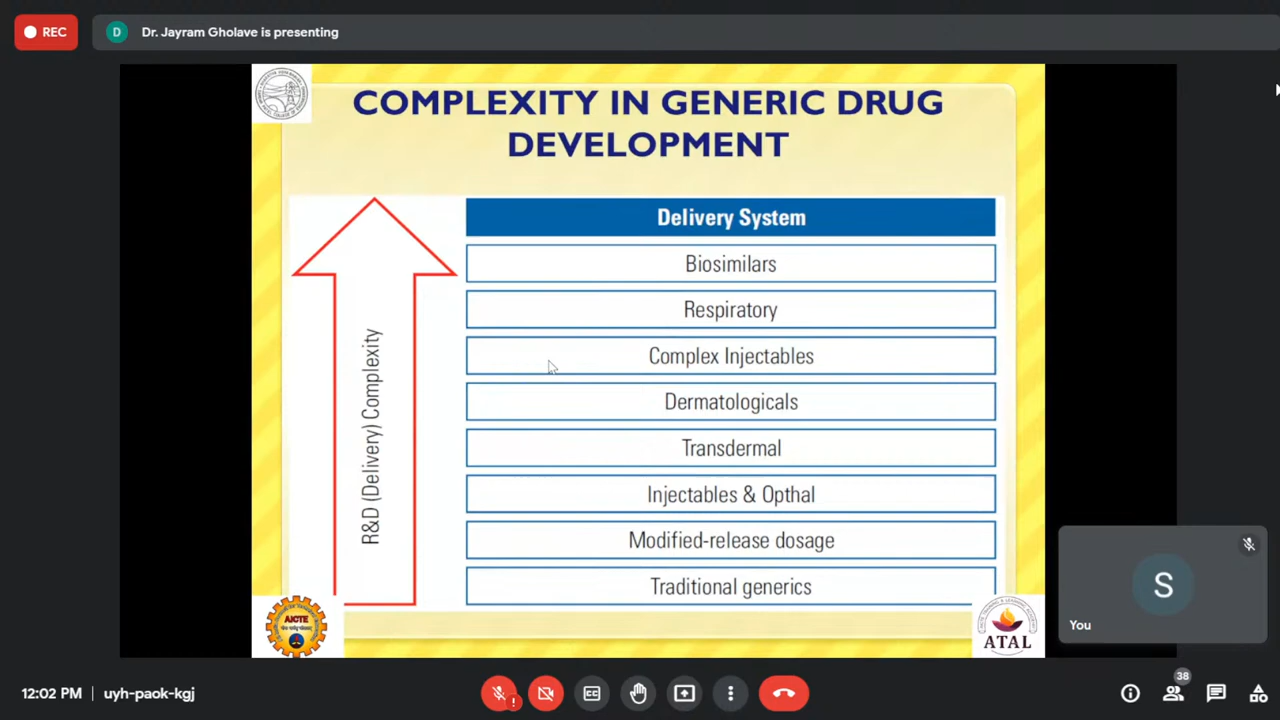 REC
D
Dr. Jayram Gholave is presenting
COMPLEXITY IN GENERIC DRUG
DEVELOPMENT
Delivery System
Biosimilars
Respiratory
Complex Injectables
Dermatologicals
Transdermal
Injectables & Opthal
Modified-release dosage
Traditional generics
R&D (Delivery) Complexity
AICTE
ATAL
S
You
12:02 PM | uyh-paok-kgj
CC
38